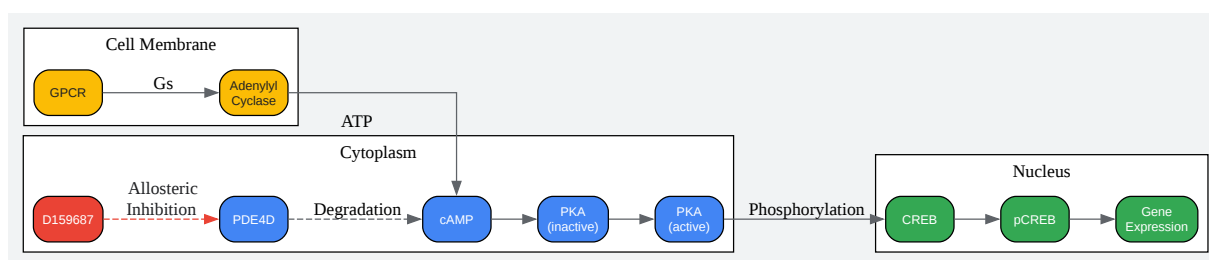 Cell Membrane
GPCR
Gs
Adenylyl
Cyclase
ATP
Cytoplasm
D159687
Allosteric
Inhibition
PDE4D
Degradation
cAMP
PKA
(inactive)
PKA
(active)
Phosphorylation
Nucleus
CREB
pCREB
Gene
Expression